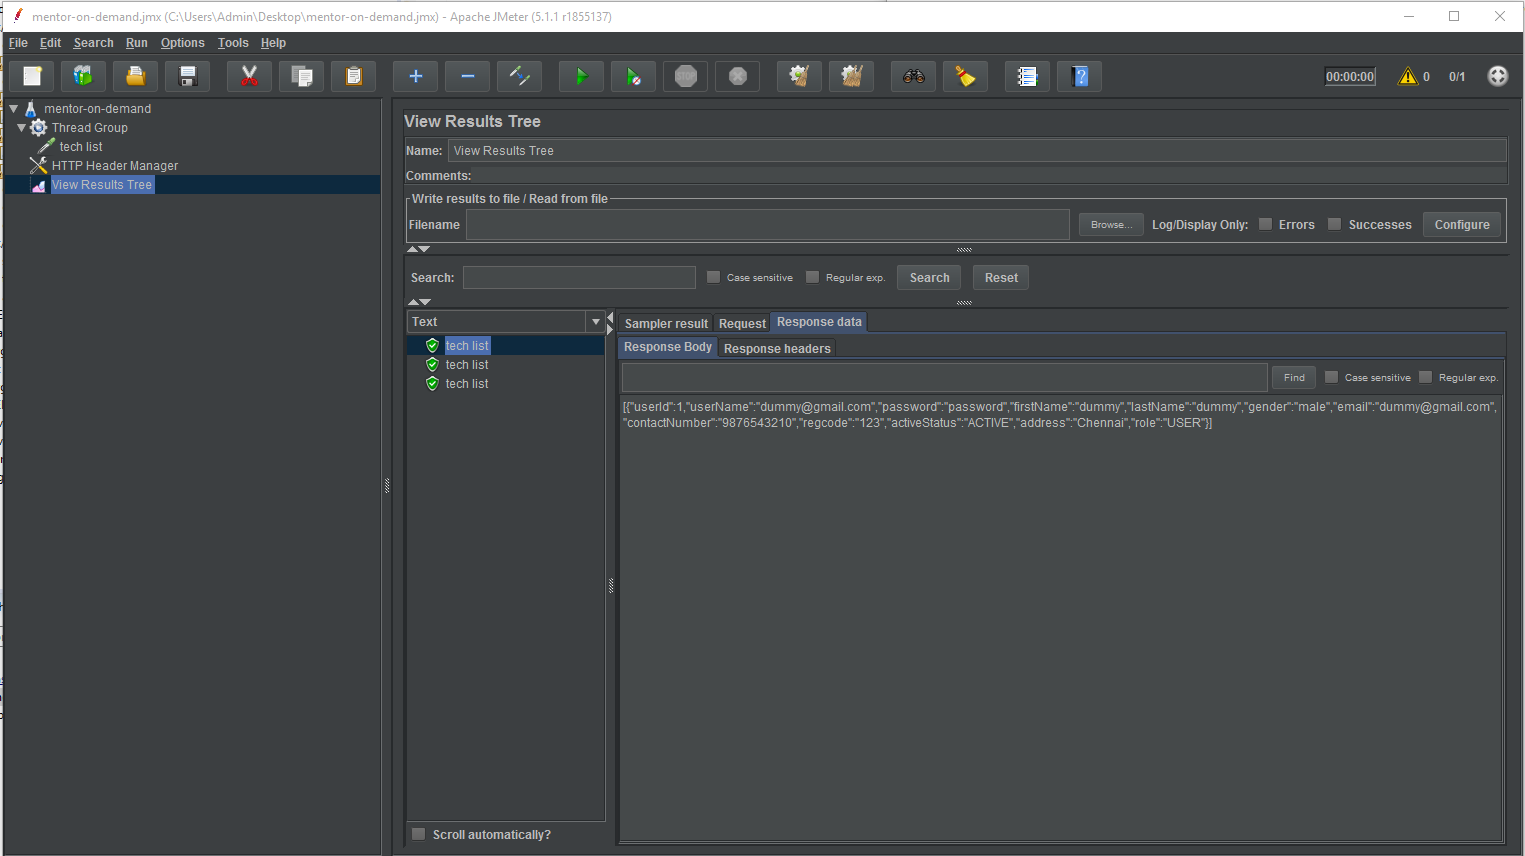 mentor-on-demand.jmx (C:\Users\Admin\Desktop\mentor-on-demand.jmx) - Apache JMeter (5.1.1 r1855137)
File Edit Search Run Options Tools Help
STOP 00:00:00 0 0/1
mentor-on-demand
Thread Group
tech list
HTTP Header Manager
View Results Tree
View Results Tree
Name: View Results Tree
Comments:
Write results to file / Read from file
Filename Browse... Log/Display Only: Errors Successes Configure
Search: Case sensitive Regular exp. Search Reset
Text
tech list
tech list
tech list
Scroll automatically?
Sampler result Request Response data
Response Body Response headers
Find Case sensitive Regular exp.
[{"userId":1,"userName":"dummy@gmail.com","password":"password","firstName":"dummy","lastName":"dummy","gender":"male","email":"dummy@gmail.com",
"contactNumber":"9876543210","regcode":"123","activeStatus":"ACTIVE","address":"Chennai","role":"USER"}]